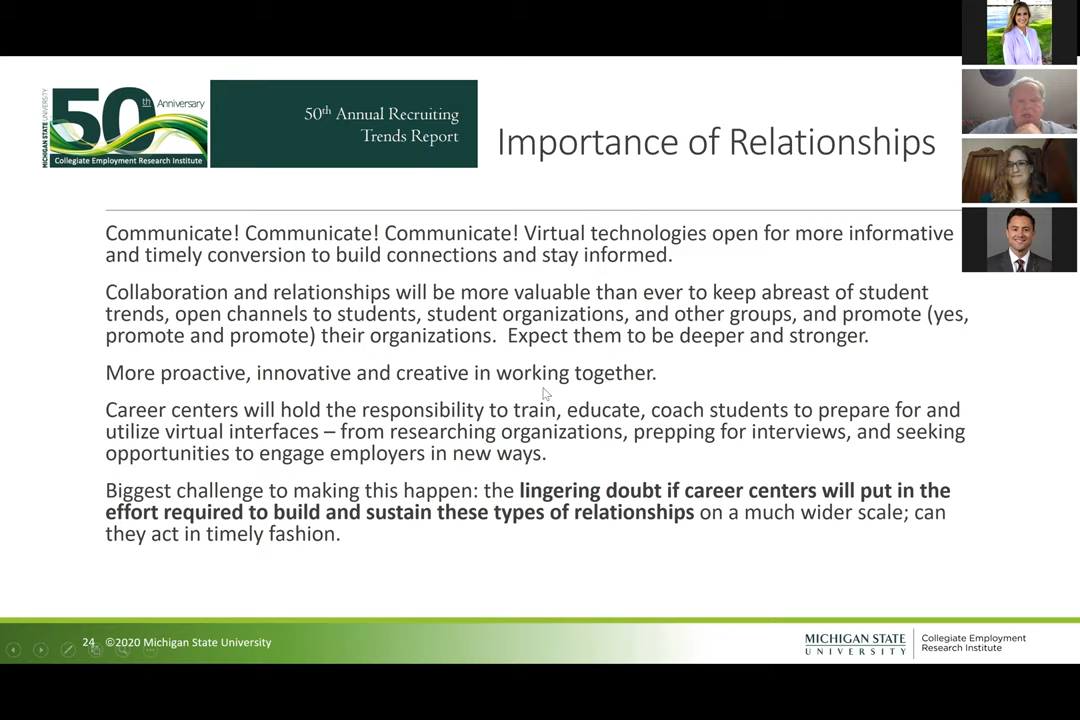 MICHIGAN STATE UNIVERSITY
50th Anniversary
Collegiate Employment Research Institute
50th Annual Recruiting
Trends Report
Importance of Relationships
Communicate! Communicate! Communicate! Virtual technologies open for more informative
and timely conversion to build connections and stay informed.
Collaboration and relationships will be more valuable than ever to keep abreast of student
trends, open channels to students, student organizations, and other groups, and promote (yes,
promote and promote) their organizations.  Expect them to be deeper and stronger.
More proactive, innovative and creative in working together.
Career centers will hold the responsibility to train, educate, coach students to prepare for and
utilize virtual interfaces – from researching organizations, prepping for interviews, and seeking
opportunities to engage employers in new ways.
Biggest challenge to making this happen: the lingering doubt if career centers will put in the
effort required to build and sustain these types of relationships on a much wider scale; can
they act in timely fashion.
24 ©2020 Michigan State University
MICHIGAN STATE
UNIVERSITY
Collegiate Employment
Research Institute